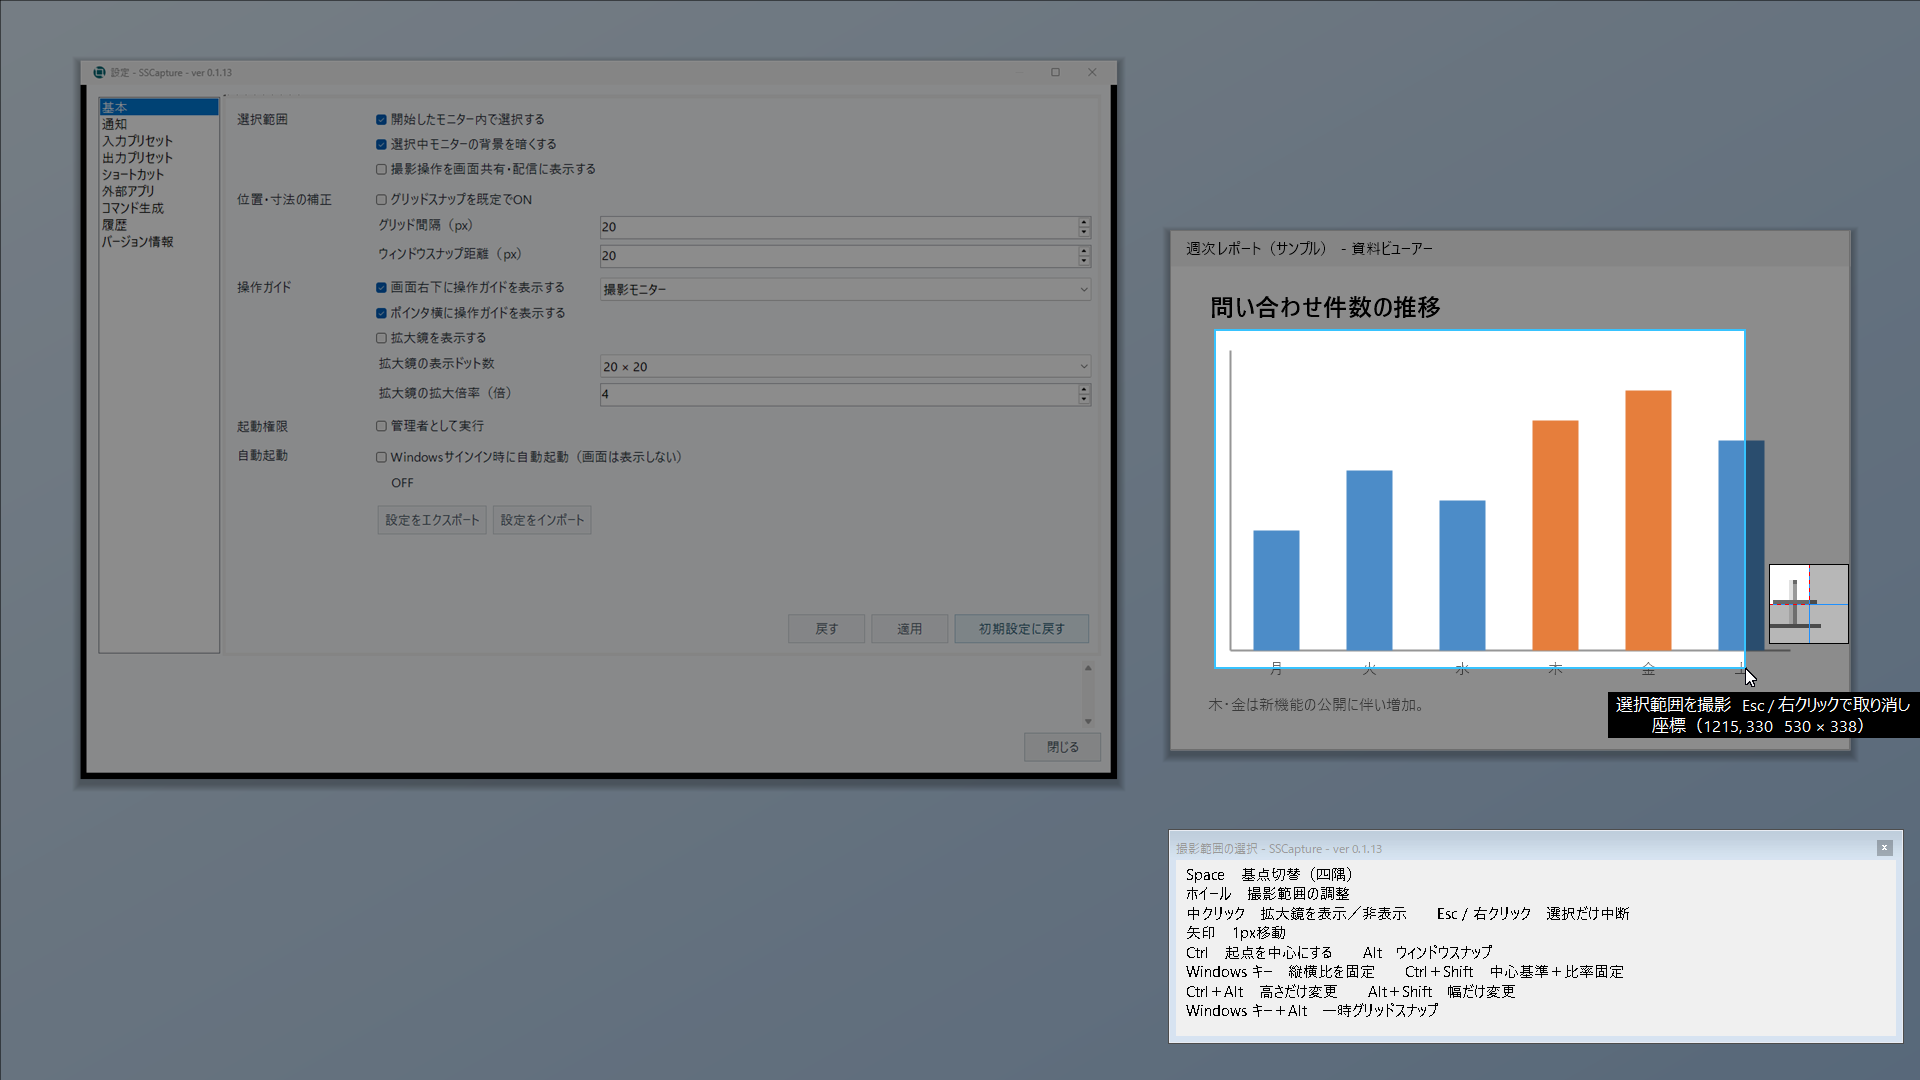 設定 - SSCapture - ver 0.1.13
基本
通知
入力プリセット
出力プリセット
ショートカット
外部アプリ
コマンド生成
履歴
バージョン情報
選択範囲
開始したモニター内で選択する
選択中モニターの背景を暗くする
撮影操作を画面共有・配信に表示する
位置・寸法の補正
グリッドスナップを既定でON
グリッド間隔（px） 20
ウィンドウスナップ距離（px） 20
操作ガイド
画面右下に操作ガイドを表示する 撮影モニター
ポインタ横に操作ガイドを表示する
拡大鏡を表示する
拡大鏡の表示ドット数 20 × 20
拡大鏡の拡大倍率（倍） 4
起動権限
管理者として実行
自動起動
Windowsサインイン時に自動起動（画面は表示しない）
OFF
設定をエクスポート 設定をインポート
戻す 適用 初期設定に戻す
閉じる
週次レポート（サンプル） - 資料ビューアー
問い合わせ件数の推移
月 火 水 木 金 土
木・金は新機能の公開に伴い増加。
選択範囲を撮影 Esc / 右クリックで取り消し
座標（1215, 330 530 × 338）
撮影範囲の選択 - SSCapture - ver 0.1.13
Space 基点切替（四隅）
ホイール 撮影範囲の調整
中クリック 拡大鏡を表示／非表示 Esc / 右クリック 選択だけ中断
矢印 1px移動
Ctrl 起点を中心にする Alt ウィンドウスナップ
Windows キー 縦横比を固定 Ctrl＋Shift 中心基準＋比率固定
Ctrl＋Alt 高さだけ変更 Alt＋Shift 幅だけ変更
Windows キー＋Alt 一時グリッドスナップ